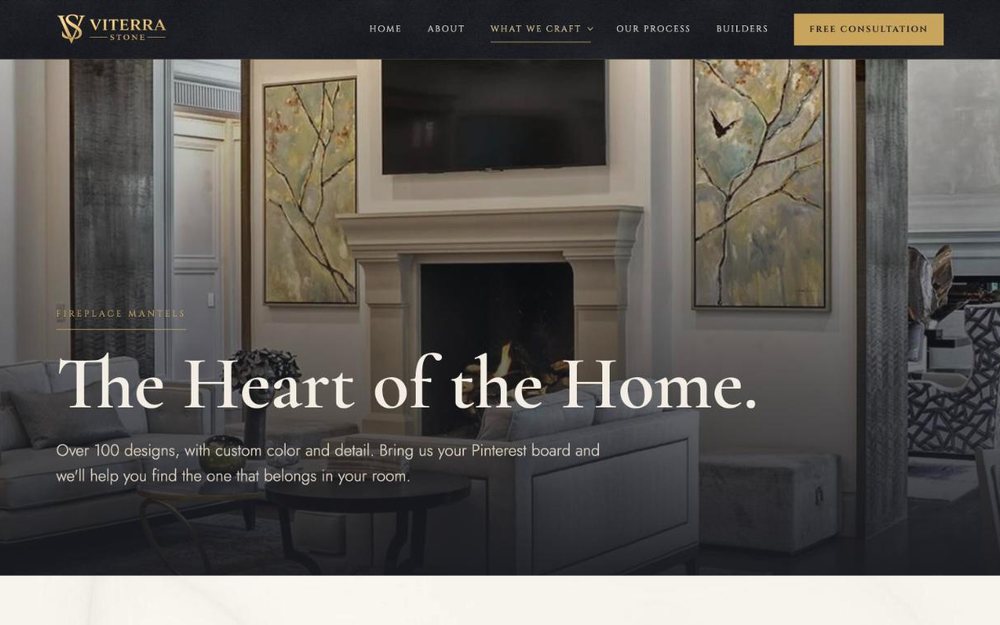 VITERRA
STONE
HOME
ABOUT
WHAT WE CRAFT
OUR PROCESS
BUILDERS
FREE CONSULTATION
FIREPLACE MANTELS
The Heart of the Home.
Over 100 designs, with custom color and detail. Bring us your Pinterest board and
we'll help you find the one that belongs in your room.